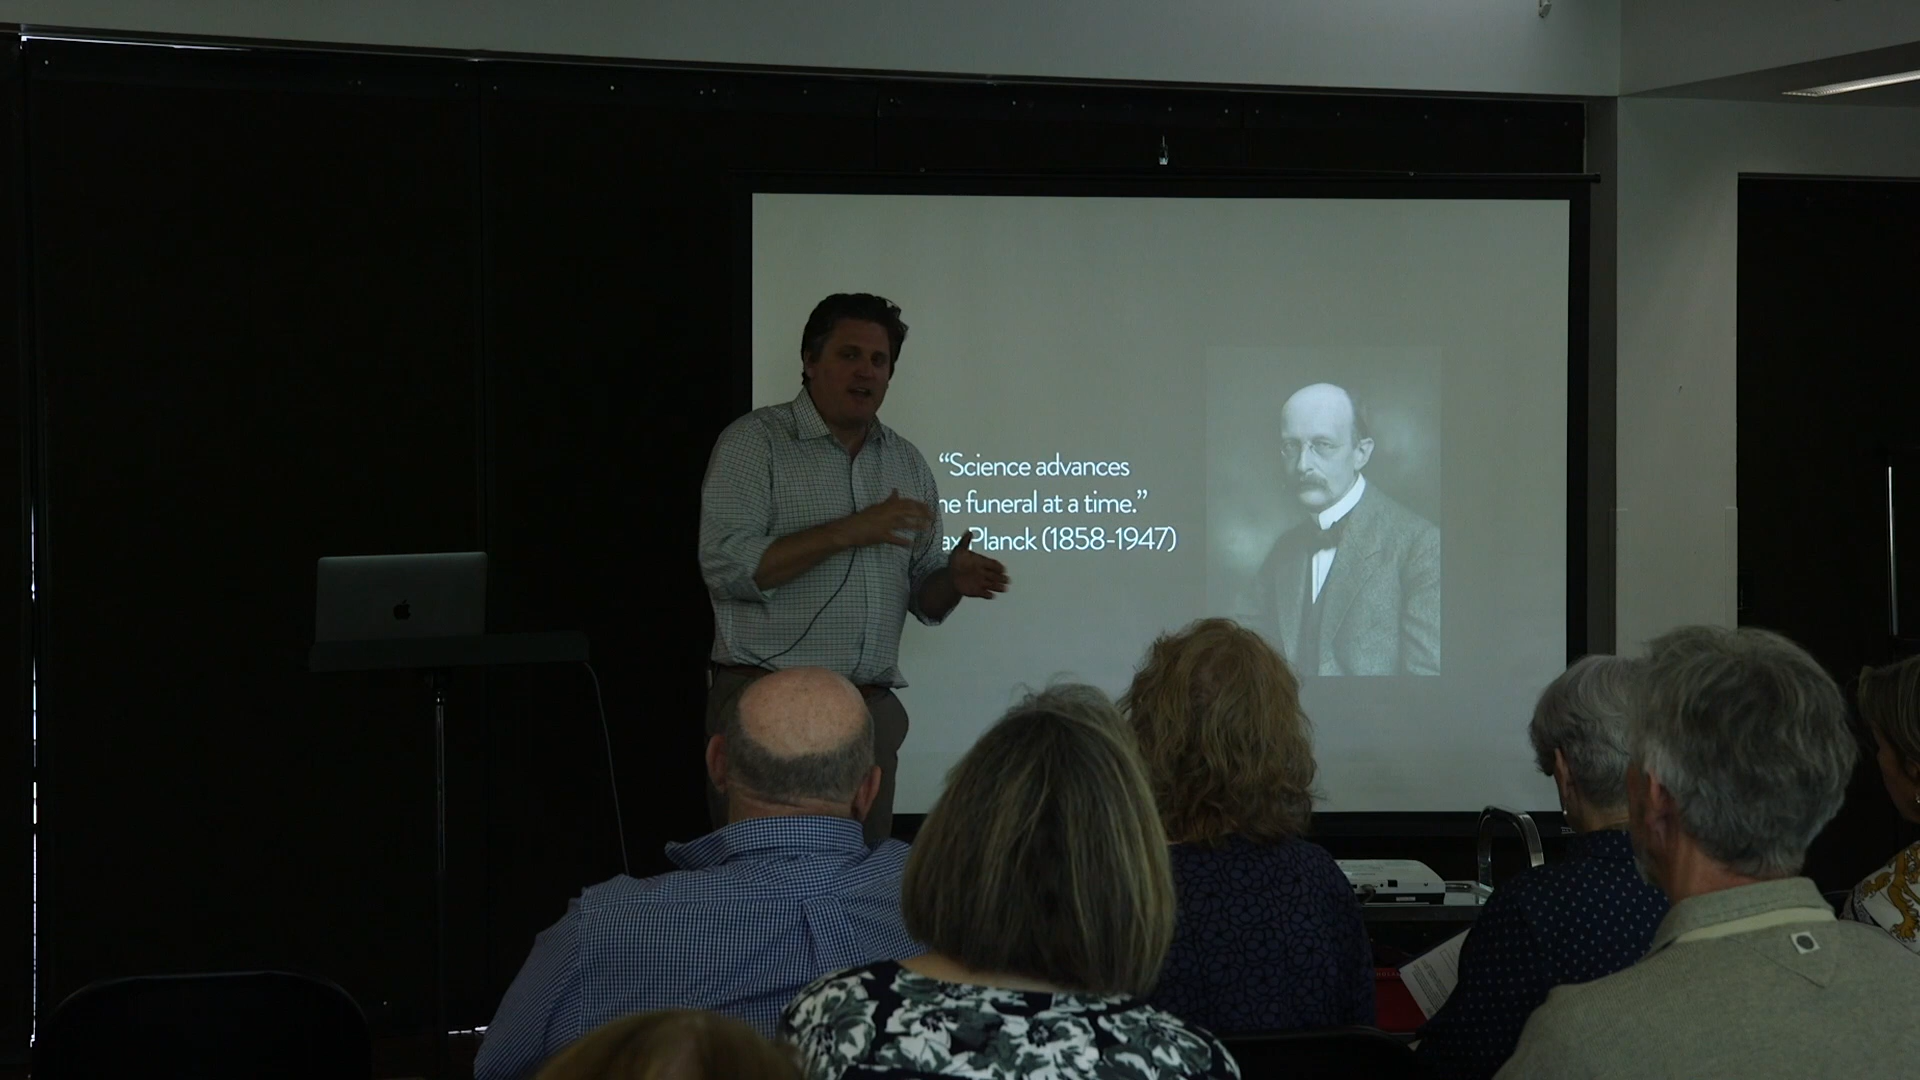 “Science advances
ne funeral at a time.”
ax Planck (1858-1947)